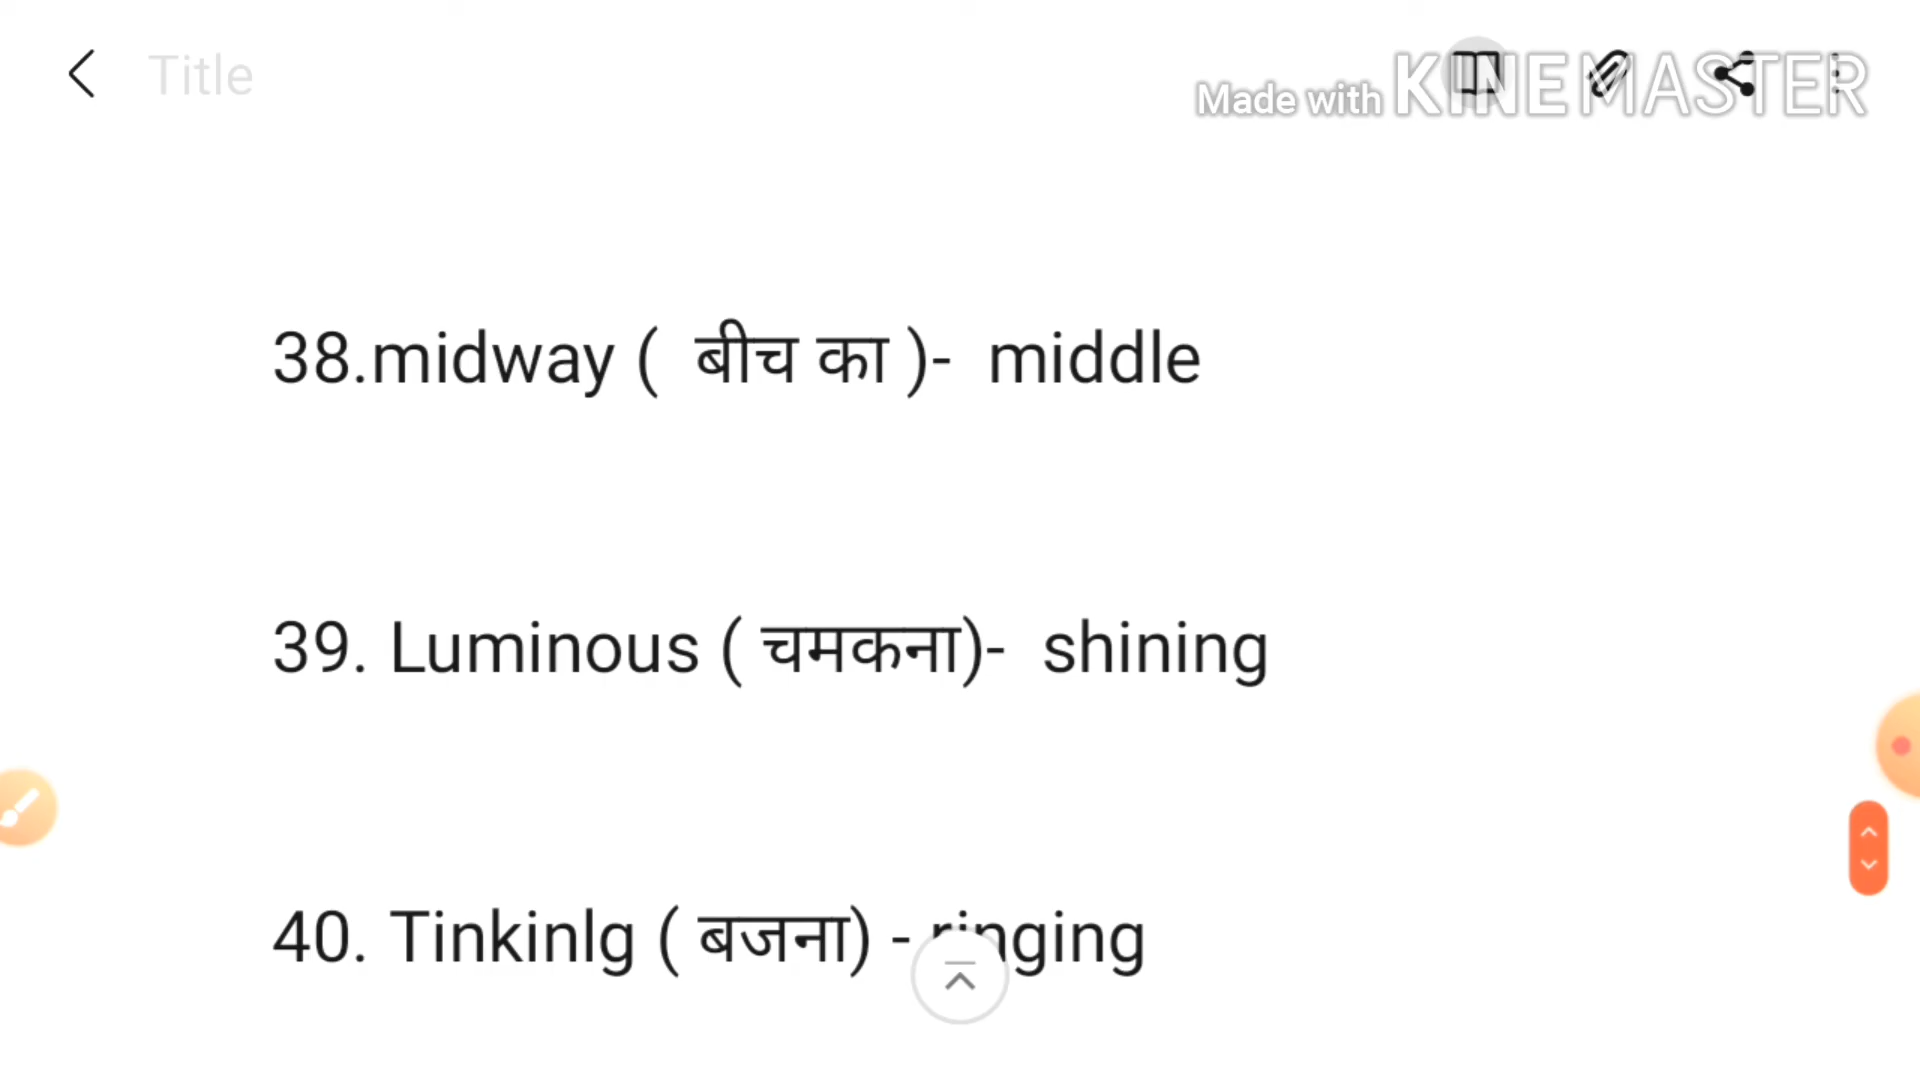 Title
Made with KINEMASTER
38.midway ( बीच का )- middle
39. Luminous ( चमकना)- shining
40. Tinkinlg ( बजना) - ringing